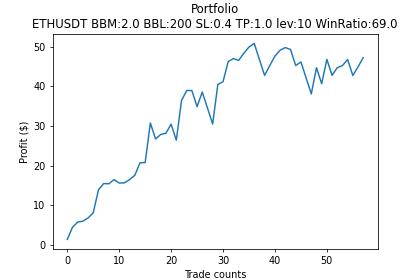 Portfolio
ETHUSDT BBM:2.0 BBL:200 SL:0.4 TP:1.0 lev:10 WinRatio:69.0
50
40
30
20
10
0
Profit ($)
0 10 20 30 40 50
Trade counts